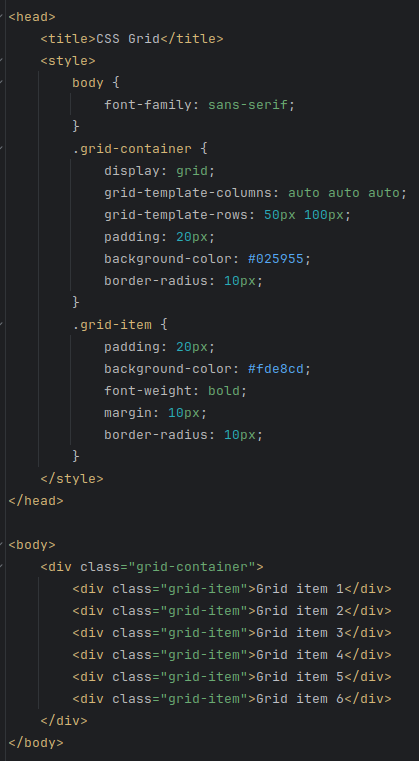 <head>
    <title>CSS Grid</title>
    <style>
        body {
            font-family: sans-serif;
        }
        .grid-container {
            display: grid;
            grid-template-columns: auto auto auto;
            grid-template-rows: 50px 100px;
            padding: 20px;
            background-color: #025955;
            border-radius: 10px;
        }
        .grid-item {
            padding: 20px;
            background-color: #fde8cd;
            font-weight: bold;
            margin: 10px;
            border-radius: 10px;
        }
    </style>
</head>

<body>
    <div class="grid-container">
        <div class="grid-item">Grid item 1</div>
        <div class="grid-item">Grid item 2</div>
        <div class="grid-item">Grid item 3</div>
        <div class="grid-item">Grid item 4</div>
        <div class="grid-item">Grid item 5</div>
        <div class="grid-item">Grid item 6</div>
    </div>
</body>